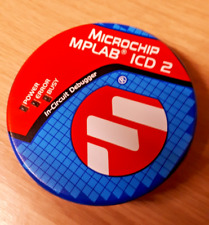 MICROCHIP
MPLAB® ICD 2
POWER
ERROR
BUSY
In-Circuit Debugger